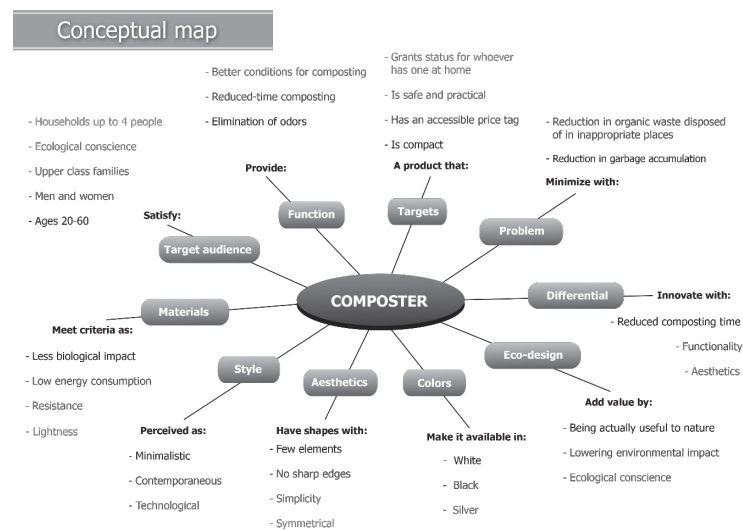 Conceptual map
- Households up to 4 people
- Ecological conscience
- Upper class families
- Men and women
- Ages 20-60
Satisfy:
Target audience
- Better conditions for composting
- Reduced-time composting
- Elimination of odors
Provide:
Function
- Grants status for whoever
has one at home
- Is safe and practical
- Has an accessible price tag
- Is compact
A product that:
Targets
- Reduction in organic waste disposed
of in inappropriate places
- Reduction in garbage accumulation
Minimize with:
Problem
COMPOSTER
Differential
Innovate with:
- Reduced composting time
- Functionality
- Aesthetics
Eco-design
Add value by:
- Being actually useful to nature
- Lowering environmental impact
- Ecological conscience
Colors
Make it available in:
- White
- Black
- Silver
Aesthetics
Have shapes with:
- Few elements
- No sharp edges
- Simplicity
- Symmetrical
Style
Perceived as:
- Minimalistic
- Contemporaneous
- Technological
Materials
Meet criteria as:
- Less biological impact
- Low energy consumption
- Resistance
- Lightness